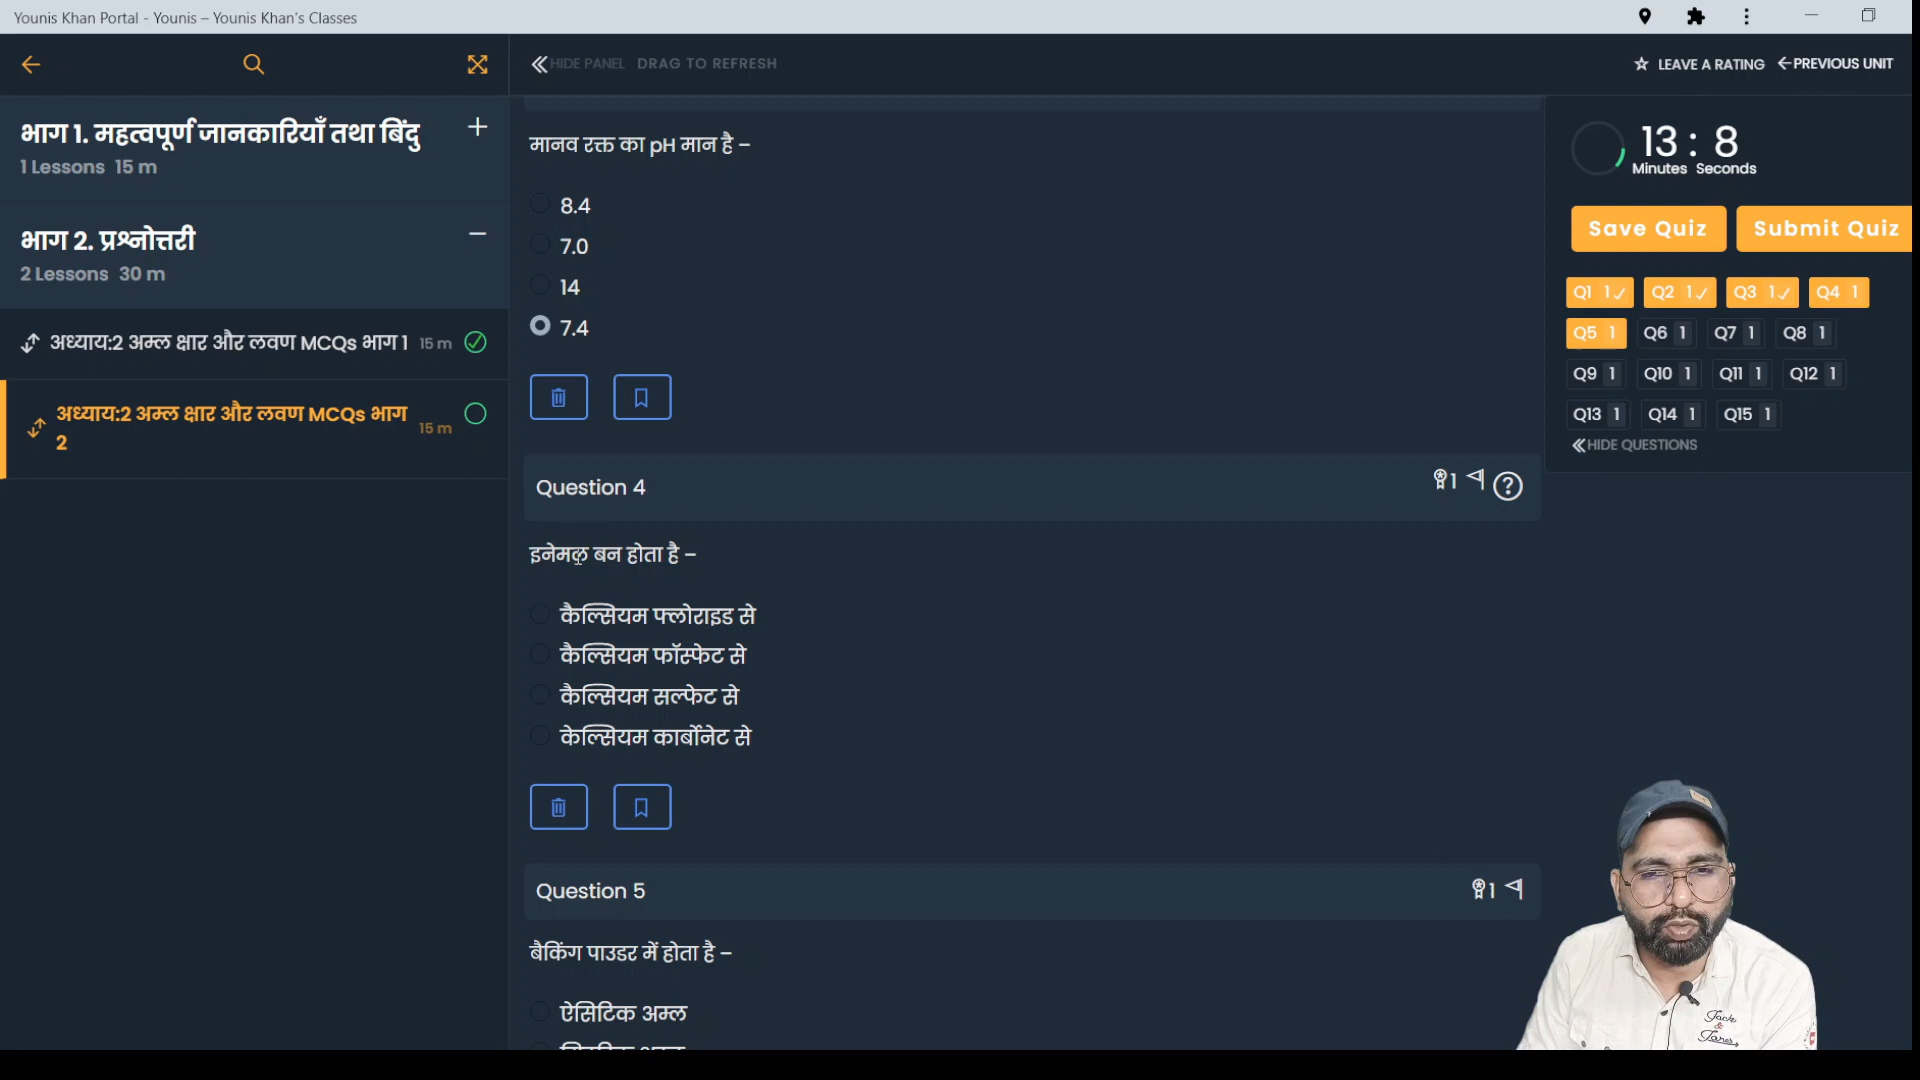 Younis Khan Portal - Younis – Younis Khan's Classes
HIDE PANEL DRAG TO REFRESH
LEAVE A RATING
PREVIOUS UNIT
भाग 1. महत्वपूर्ण जानकारियाँ तथा बिंदु
1 Lessons 15 m
भाग 2. प्रश्नोत्तरी
2 Lessons 30 m
अध्याय:2 अम्ल क्षार और लवण MCQs भाग 1 15 m
अध्याय:2 अम्ल क्षार और लवण MCQs भाग
2
15 m
मानव रक्त का pH मान है –
8.4
7.0
14
7.4
Question 4
1
इनेमल बन होता है –
कैल्सियम फ्लोराइड से
कैल्सियम फॉस्फेट से
कैल्सियम सल्फेट से
केल्सियम कार्बोनेट से
Question 5
1
बैकिंग पाउडर में होता है –
ऐसिटिक अम्ल
13 : 8
Minutes Seconds
Save Quiz Submit Quiz
Q1 1 Q2 1 Q3 1 Q4 1
Q5 1 Q6 1 Q7 1 Q8 1
Q9 1 Q10 1 Q11 1 Q12 1
Q13 1 Q14 1 Q15 1
HIDE QUESTIONS
Jack
&
Jones